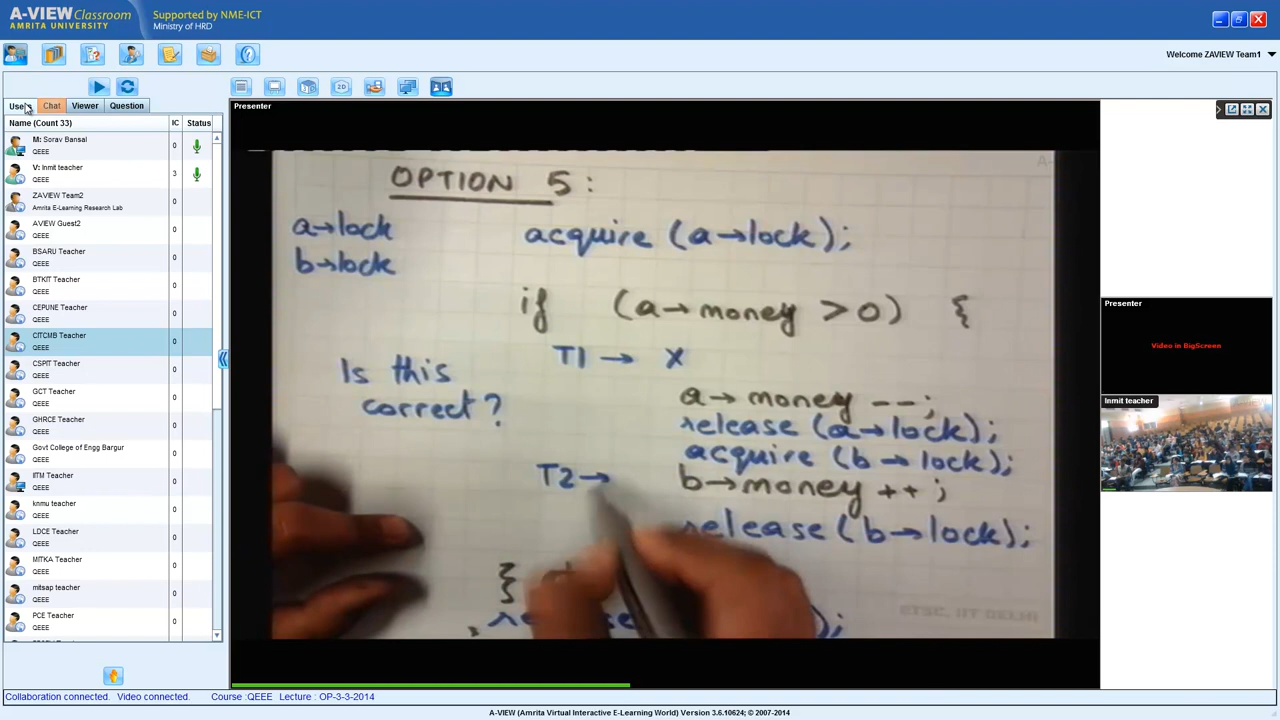 A-VIEW Classroom
AMRITA UNIVERSITY
Supported by NME-ICT
Ministry of HRD
Welcome ZAVIEW Team1
Chat
Viewer
Question
Name (Count 33)
IC
Status
M: Sorav Bansal
QEEE
0
V: Inmit teacher
QEEE
3
ZAVIEW Team2
Amrita E-Learning Research Lab
0
AVIEW Guest2
QEEE
0
BSARU Teacher
QEEE
0
BTKIT Teacher
QEEE
0
CEPUNE Teacher
QEEE
0
CITCMB Teacher
QEEE
0
CSPIT Teacher
QEEE
0
GCT Teacher
QEEE
0
GHRCE Teacher
QEEE
0
Govt College of Engg Bargur
QEEE
0
IITM Teacher
QEEE
0
knmu teacher
QEEE
0
LDCE Teacher
QEEE
0
MITKA Teacher
QEEE
0
mitsap teacher
QEEE
0
PCE Teacher
QEEE
0
2D
Presenter
OPTION 5:
a→lock
b→lock
acquire (a→lock);
if (a→money >0) {
T1 → X
Is this
correct?
a→ money --;
release (a→lock);
acquire (b→lock);
T2→
b→money ++;
release (b→lock);
}
ETSC, IIT DELHI
Presenter
Video in BigScreen
Inmit teacher
Collaboration connected. Video connected. Course :QEEE Lecture : OP-3-3-2014
A-VIEW (Amrita Virtual Interactive E-Learning World) Version 3.6.10624; © 2007-2014